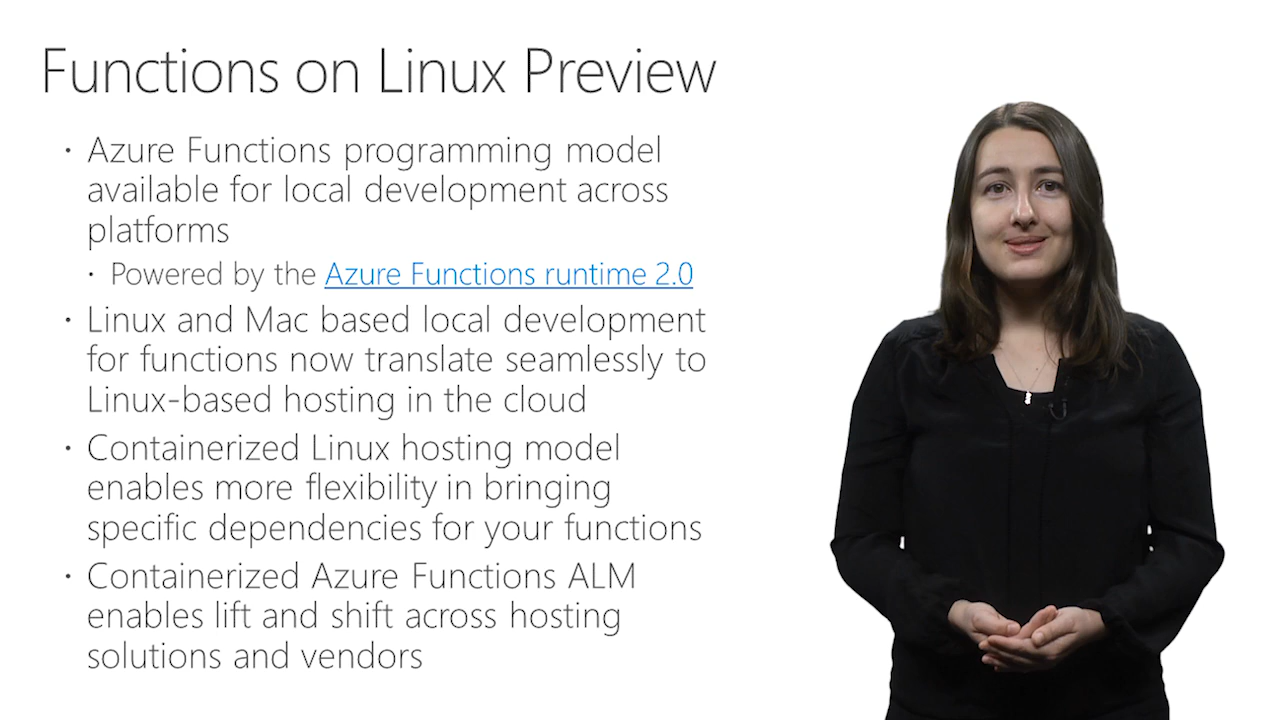 Functions on Linux Preview
· Azure Functions programming model
available for local development across
platforms
· Powered by the Azure Functions runtime 2.0
· Linux and Mac based local development
for functions now translate seamlessly to
Linux-based hosting in the cloud
· Containerized Linux hosting model
enables more flexibility in bringing
specific dependencies for your functions
· Containerized Azure Functions ALM
enables lift and shift across hosting
solutions and vendors